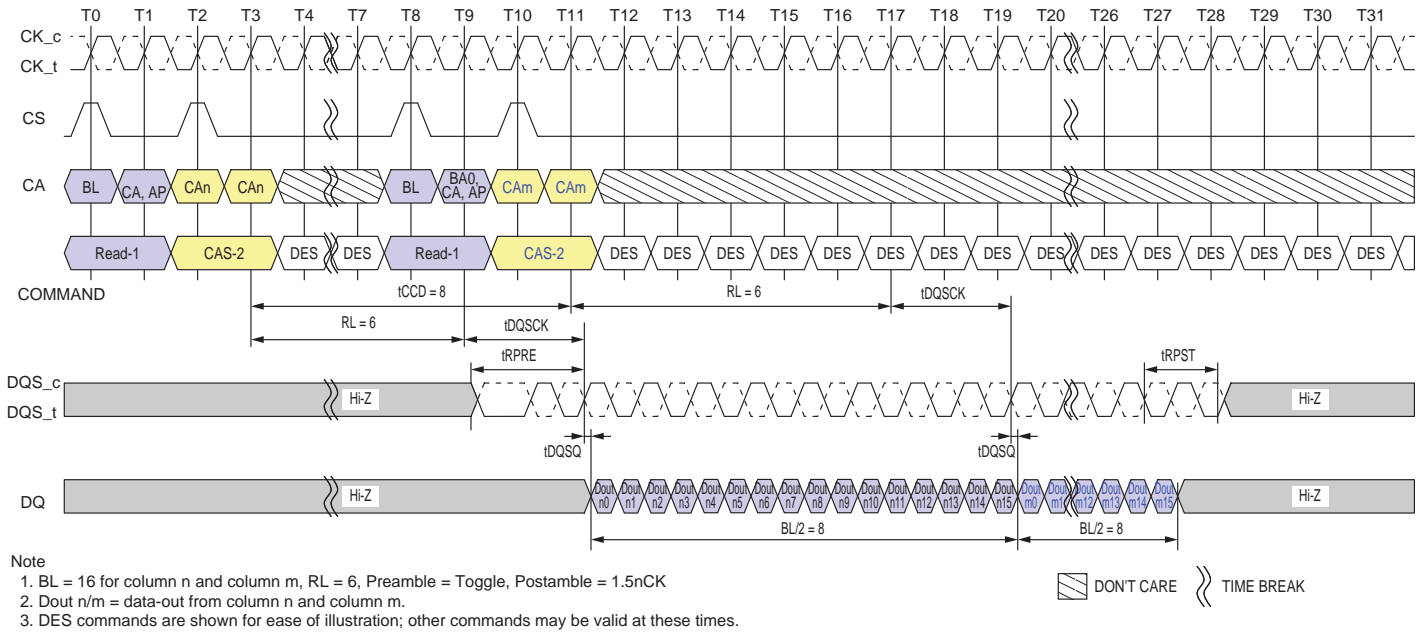 T0 T1 T2 T3 T4 T7 T8 T9 T10 T11 T12 T13 T14 T15 T16 T17 T18 T19 T20 T26 T27 T28 T29 T30 T31
CK_c
CK_t
CS
CA BL CA, AP CAn CAn BL BA0, CA, AP CAm CAm
Read-1 CAS-2 DES DES Read-1 CAS-2 DES DES DES DES DES DES DES DES DES DES DES DES DES DES DES
COMMAND
tCCD = 8 RL = 6 tDQSCK
RL = 6 tDQSCK
tRPRE tRPST
DQS_c
DQS_t
Hi-Z Hi-Z
tDQSQ tDQSQ
DQ Hi-Z Dout n0 Dout n1 Dout n2 Dout n3 Dout n4 Dout n5 Dout n6 Dout n7 Dout n8 Dout n9 Dout n10 Dout n11 Dout n12 Dout n13 Dout n14 Dout n15 Dout m0 Dout m1 Dout m12 Dout m13 Dout m14 Dout m15 Hi-Z
BL/2 = 8 BL/2 = 8
Note
1. BL = 16 for column n and column m, RL = 6, Preamble = Toggle, Postamble = 1.5nCK
2. Dout n/m = data-out from column n and column m.
3. DES commands are shown for ease of illustration; other commands may be valid at these times.
DON'T CARE TIME BREAK